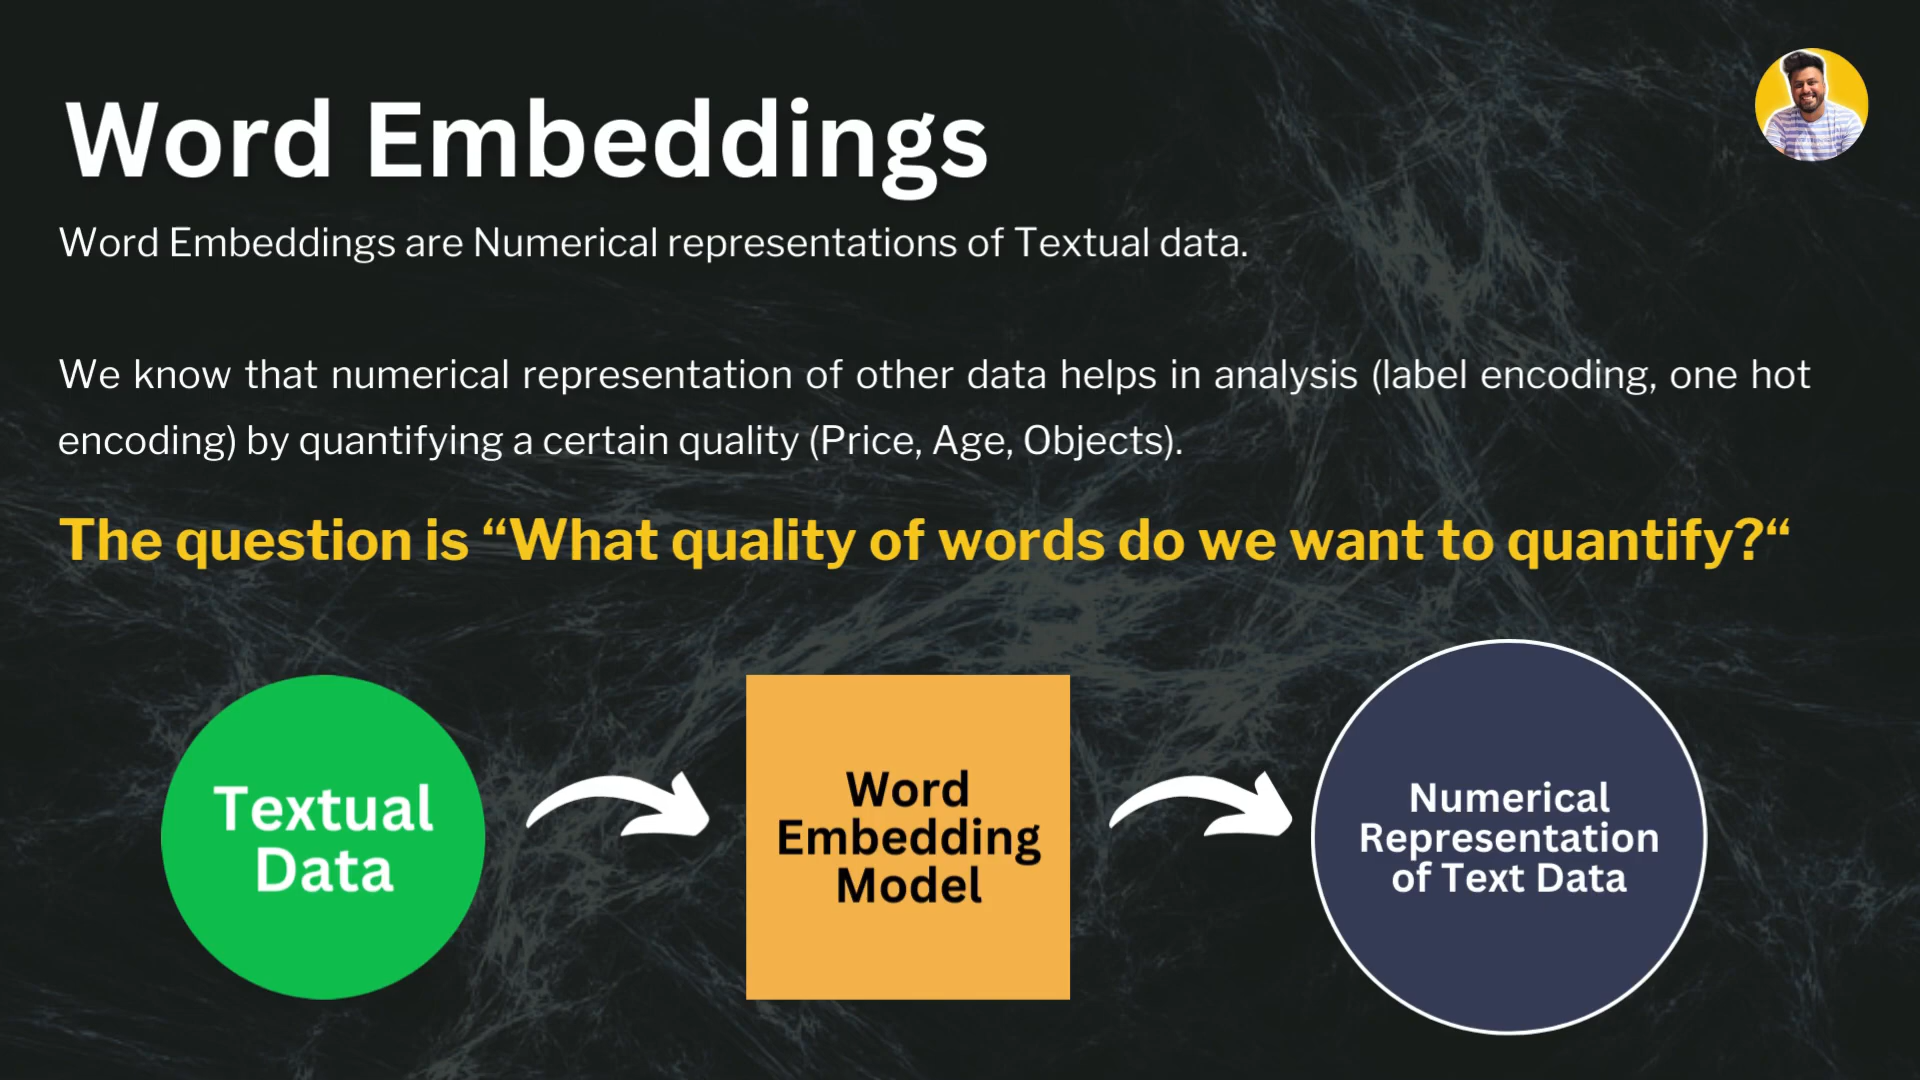 Word Embeddings
Word Embeddings are Numerical representations of Textual data.
We know that numerical representation of other data helps in analysis (label encoding, one hot
encoding) by quantifying a certain quality (Price, Age, Objects).
The question is “What quality of words do we want to quantify?“
Textual
Data
Word
Embedding
Model
Numerical
Representation
of Text Data